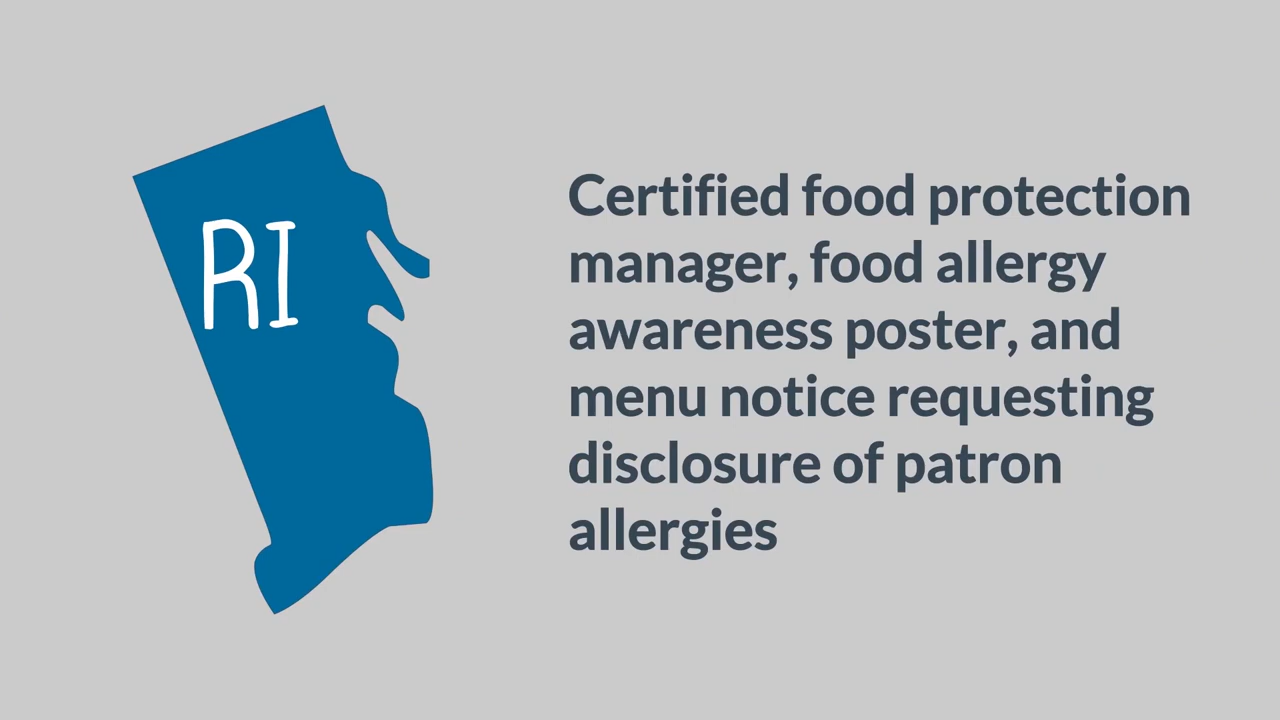 RI
Certified food protection
manager, food allergy
awareness poster, and
menu notice requesting
disclosure of patron
allergies